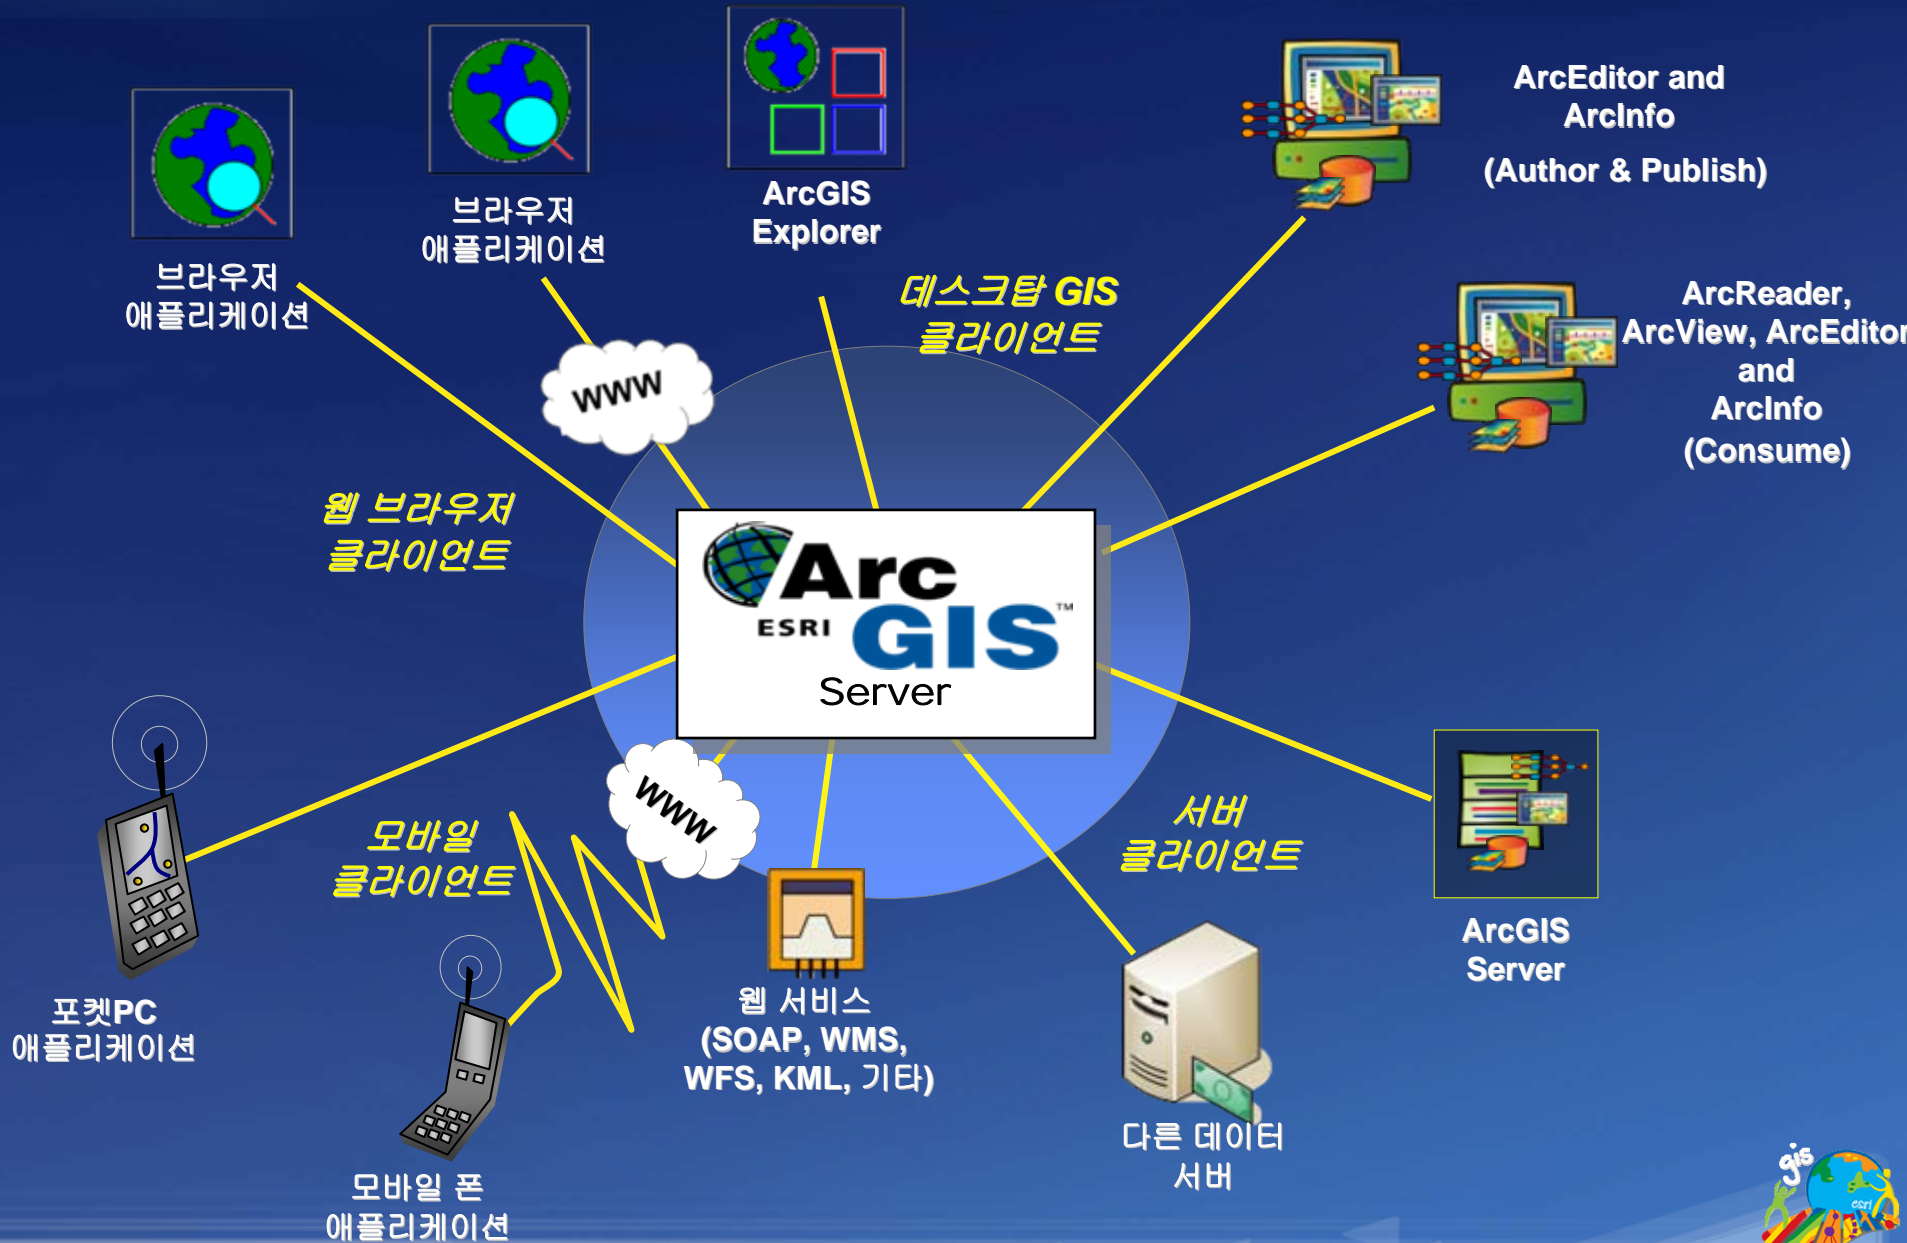 브라우저
애플리케이션
브라우저
애플리케이션
ArcGIS
Explorer
데스크탑 GIS
클라이언트
ArcEditor and
ArcInfo
(Author & Publish)
ArcReader,
ArcView, ArcEditor
and
ArcInfo
(Consume)
WWW
웹 브라우저
클라이언트
Arc
ESRI GIS™
Server
WWW
모바일
클라이언트
서버
클라이언트
포켓PC
애플리케이션
모바일 폰
애플리케이션
웹 서비스
(SOAP, WMS,
WFS, KML, 기타)
다른 데이터
서버
ArcGIS
Server
gis
esri